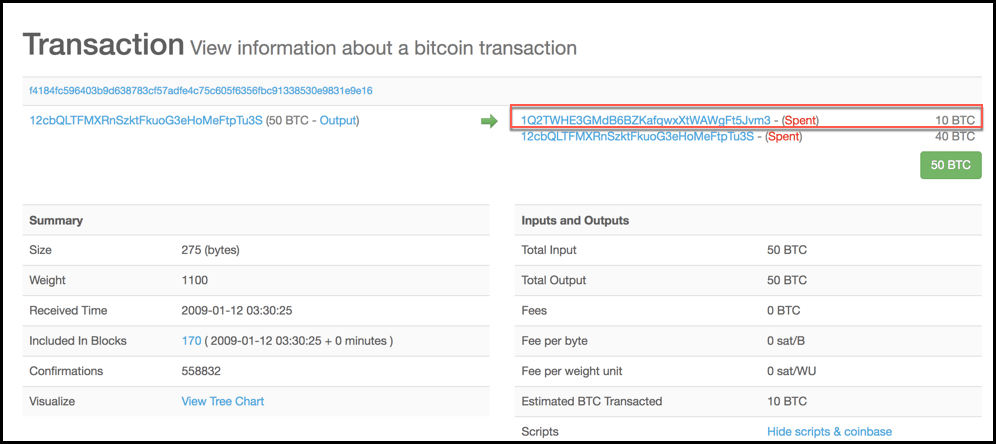 Transaction View information about a bitcoin transaction
f4184fc596403b9d638783cf57adfe4c75c605f6356fbc91338530e9831e9e16
12cbQLTFMXRnSzktFkuoG3eHoMeFtpTu3S (50 BTC - Output)
1Q2TWHE3GMdB6BZKafqwxXtWAWgFt5Jvm3 - (Spent) 10 BTC
12cbQLTFMXRnSzktFkuoG3eHoMeFtpTu3S - (Spent) 40 BTC
50 BTC
Summary
Size 275 (bytes)
Weight 1100
Received Time 2009-01-12 03:30:25
Included In Blocks 170 ( 2009-01-12 03:30:25 + 0 minutes )
Confirmations 558832
Visualize View Tree Chart
Inputs and Outputs
Total Input 50 BTC
Total Output 50 BTC
Fees 0 BTC
Fee per byte 0 sat/B
Fee per weight unit 0 sat/WU
Estimated BTC Transacted 10 BTC
Scripts Hide scripts & coinbase